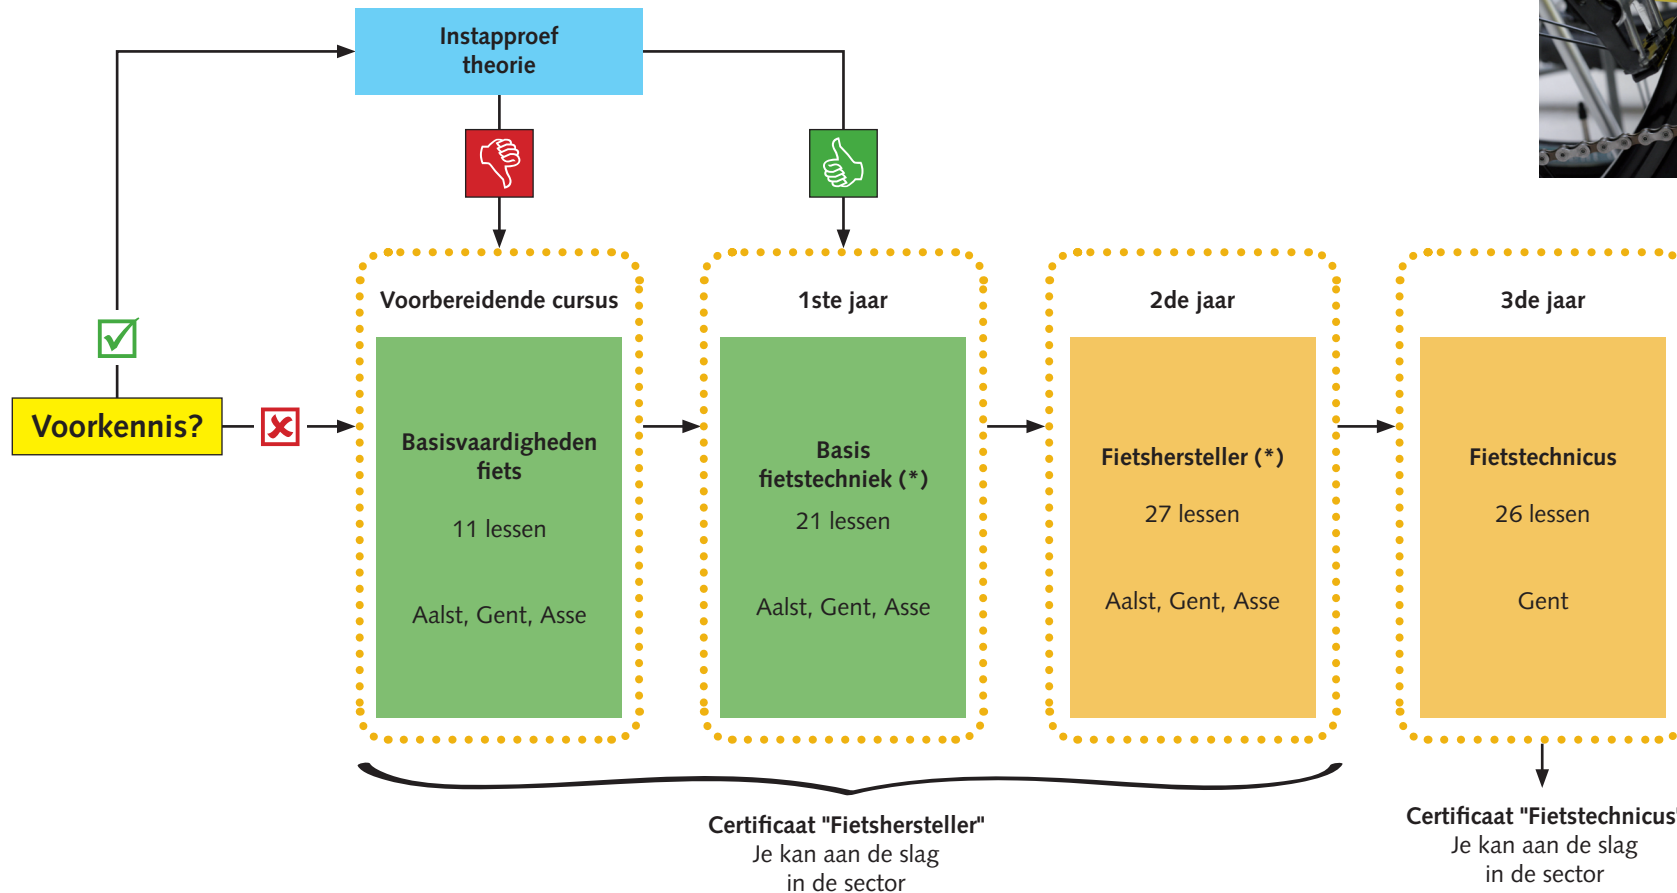 Instapproef
theorie
Voorkennis?
Voorbereidende cursus
Basisvaardigheden
fiets
11 lessen
Aalst, Gent, Asse
1ste jaar
Basis
fietstechniek (*)
21 lessen
Aalst, Gent, Asse
2de jaar
Fietshersteller (*)
27 lessen
Aalst, Gent, Asse
3de jaar
Fietstechnicus
26 lessen
Gent
Certificaat "Fietshersteller"
Je kan aan de slag
in de sector
Certificaat "Fietstechnicus"
Je kan aan de slag
in de sector